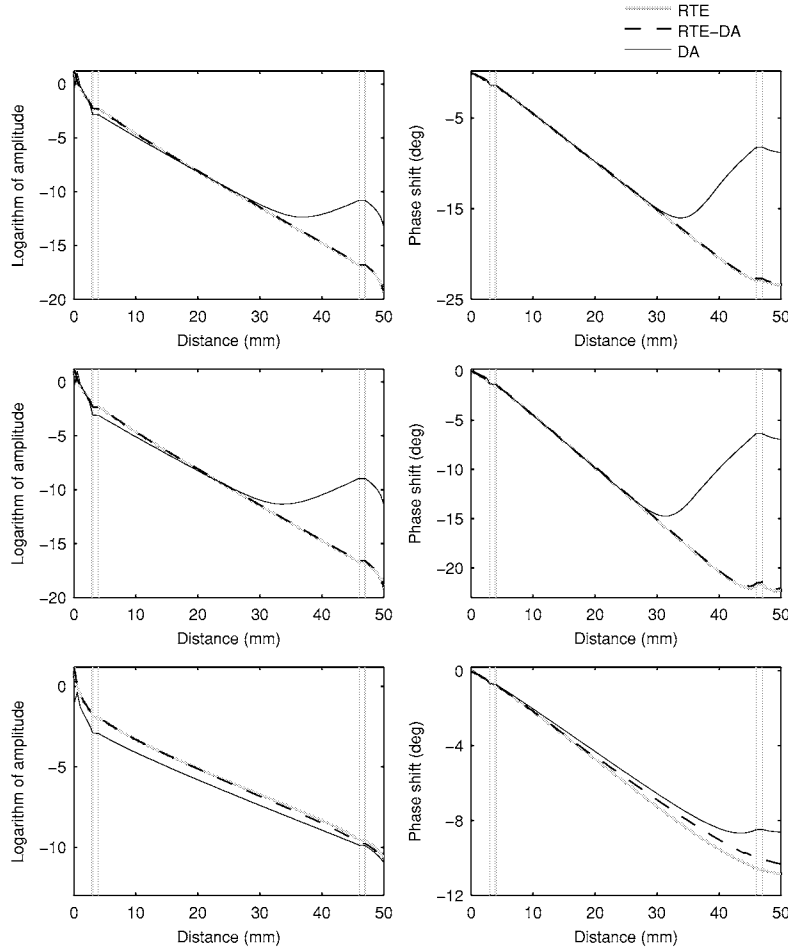 RTE
RTE−DA
DA
0
−5
−10
−15
−20
Logarithm of amplitude
0 10 20 30 40 50
Distance (mm)
−5
−15
−25
Phase shift (deg)
0 10 20 30 40 50
Distance (mm)
0
−5
−10
−15
−20
Logarithm of amplitude
0 10 20 30 40 50
Distance (mm)
0
−5
−10
−15
−20
Phase shift (deg)
0 10 20 30 40 50
Distance (mm)
0
−5
−10
Logarithm of amplitude
0 10 20 30 40 50
Distance (mm)
0
−4
−8
−12
Phase shift (deg)
0 10 20 30 40 50
Distance (mm)